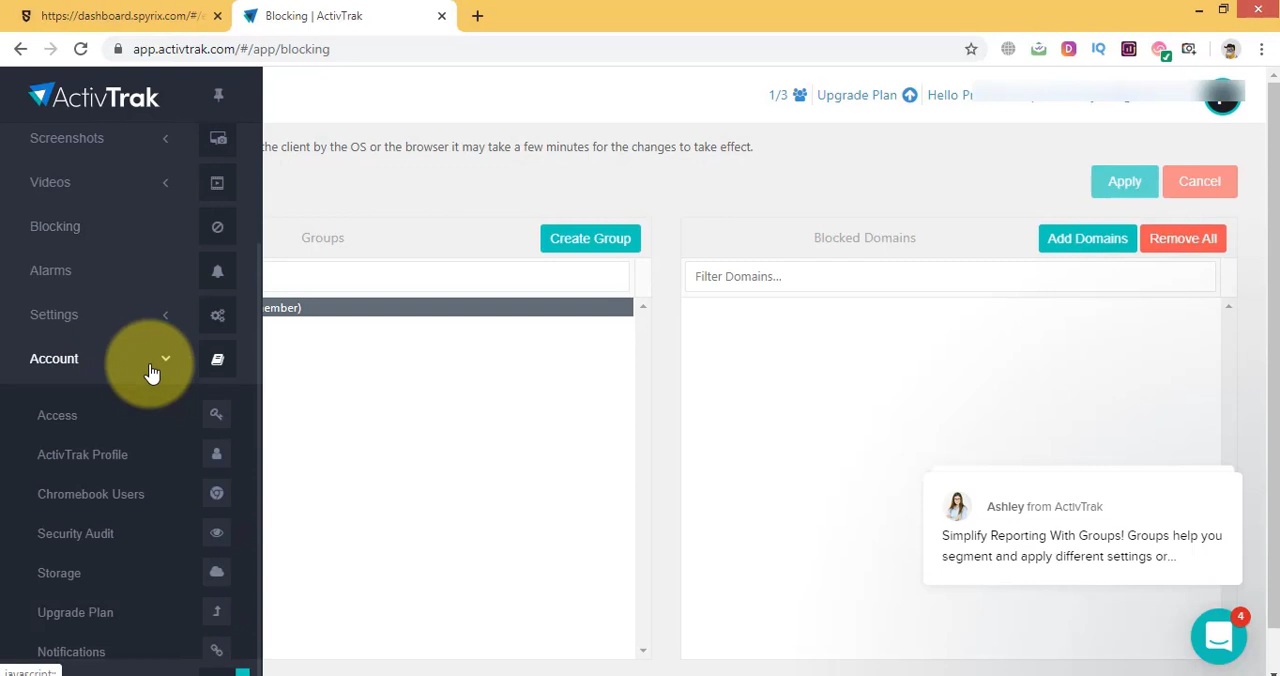 https://dashboard.spyrix.com/#/
Blocking | ActivTrak
app.activtrak.com/#/app/blocking
ActivTrak
1/3 Upgrade Plan Hello
Screenshots
the client by the OS or the browser it may take a few minutes for the changes to take effect.
Videos
Apply Cancel
Blocking
Groups Create Group Blocked Domains Add Domains Remove All
Alarms
Filter Domains...
ember)
Settings
Account
Access
ActivTrak Profile
Chromebook Users
Security Audit
Storage
Upgrade Plan
Notifications
Ashley from ActivTrak
Simplify Reporting With Groups! Groups help you
segment and apply different settings or...
4
javascript: